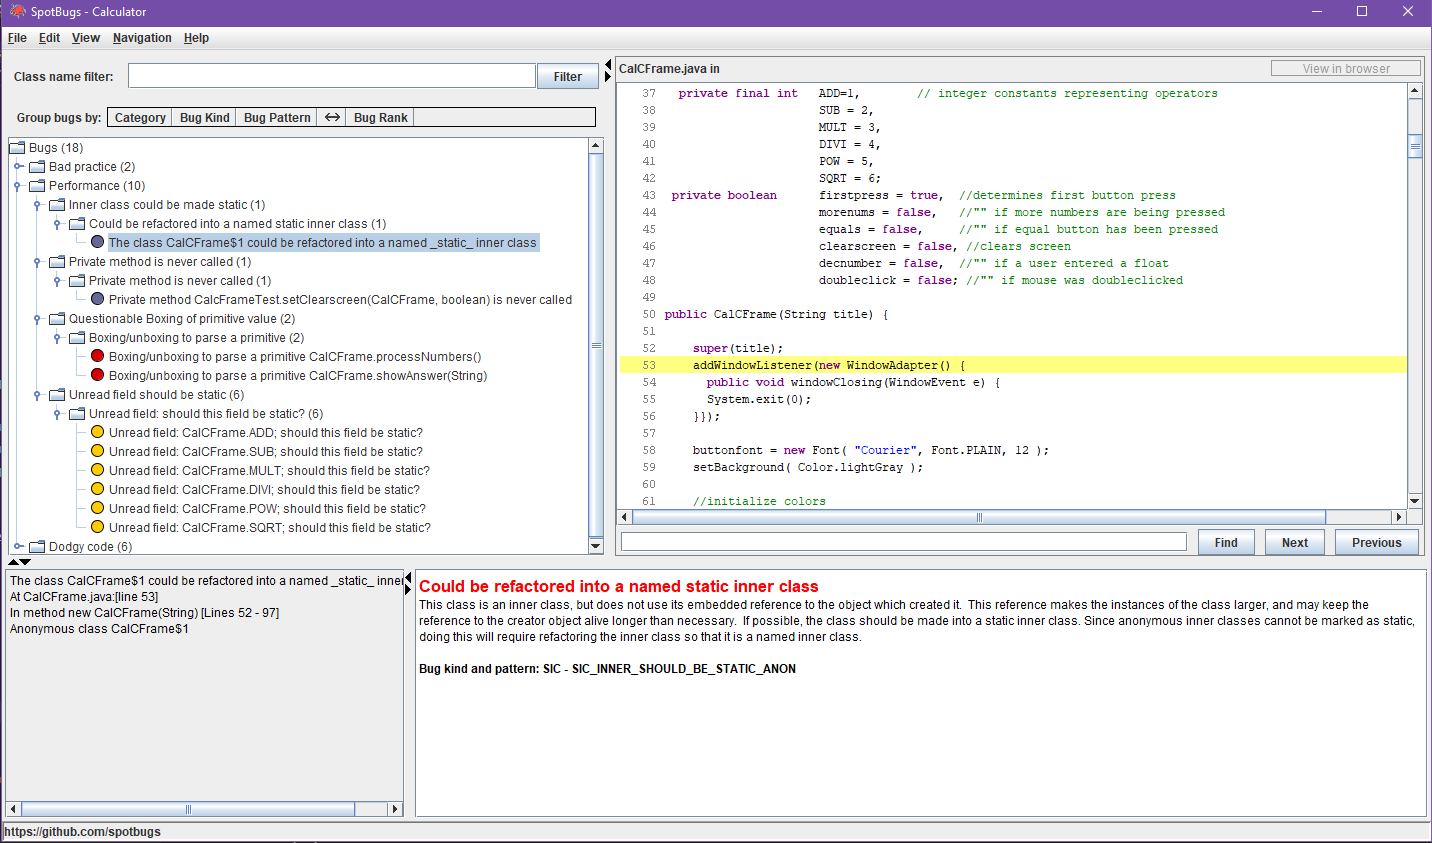 SpotBugs - Calculator
File Edit View Navigation Help
Class name filter: Filter
Group bugs by: Category Bug Kind Bug Pattern Bug Rank
Bugs (18)
Bad practice (2)
Performance (10)
Inner class could be made static (1)
Could be refactored into a named static inner class (1)
The class CalCFrame$1 could be refactored into a named _static_ inner class
Private method is never called (1)
Private method is never called (1)
Private method CalcFrameTest.setClearscreen(CalCFrame, boolean) is never called
Questionable Boxing of primitive value (2)
Boxing/unboxing to parse a primitive (2)
Boxing/unboxing to parse a primitive CalCFrame.processNumbers()
Boxing/unboxing to parse a primitive CalCFrame.showAnswer(String)
Unread field should be static (6)
Unread field: should this field be static? (6)
Unread field: CalCFrame.ADD; should this field be static?
Unread field: CalCFrame.SUB; should this field be static?
Unread field: CalCFrame.MULT; should this field be static?
Unread field: CalCFrame.DIVI; should this field be static?
Unread field: CalCFrame.POW; should this field be static?
Unread field: CalCFrame.SQRT; should this field be static?
Dodgy code (6)
CalCFrame.java in View in browser
37 private final int ADD=1, // integer constants representing operators
38 SUB = 2,
39 MULT = 3,
40 DIVI = 4,
41 POW = 5,
42 SQRT = 6;
43 private boolean firstpress = true, //determines first button press
44 morenums = false, //"" if more numbers are being pressed
45 equals = false, //"" if equal button has been pressed
46 clearscreen = false, //clears screen
47 decnumber = false, //"" if a user entered a float
48 doubleclick = false; //"" if mouse was doubleclicked
49
50 public CalCFrame(String title) {
51
52 super(title);
53 addWindowListener(new WindowAdapter() {
54 public void windowClosing(WindowEvent e) {
55 System.exit(0);
56 }});
57
58 buttonfont = new Font( "Courier", Font.PLAIN, 12 );
59 setBackground( Color.lightGray );
60
61 //initialize colors
Find Next Previous
The class CalCFrame$1 could be refactored into a named _static_ inner
At CalCFrame.java:[line 53]
In method new CalCFrame(String) [Lines 52 - 97]
Anonymous class CalCFrame$1
Could be refactored into a named static inner class
This class is an inner class, but does not use its embedded reference to the object which created it. This reference makes the instances of the class larger, and may keep the
reference to the creator object alive longer than necessary. If possible, the class should be made into a static inner class. Since anonymous inner classes cannot be marked as static,
doing this will require refactoring the inner class so that it is a named inner class.
Bug kind and pattern: SIC - SIC_INNER_SHOULD_BE_STATIC_ANON
https://github.com/spotbugs